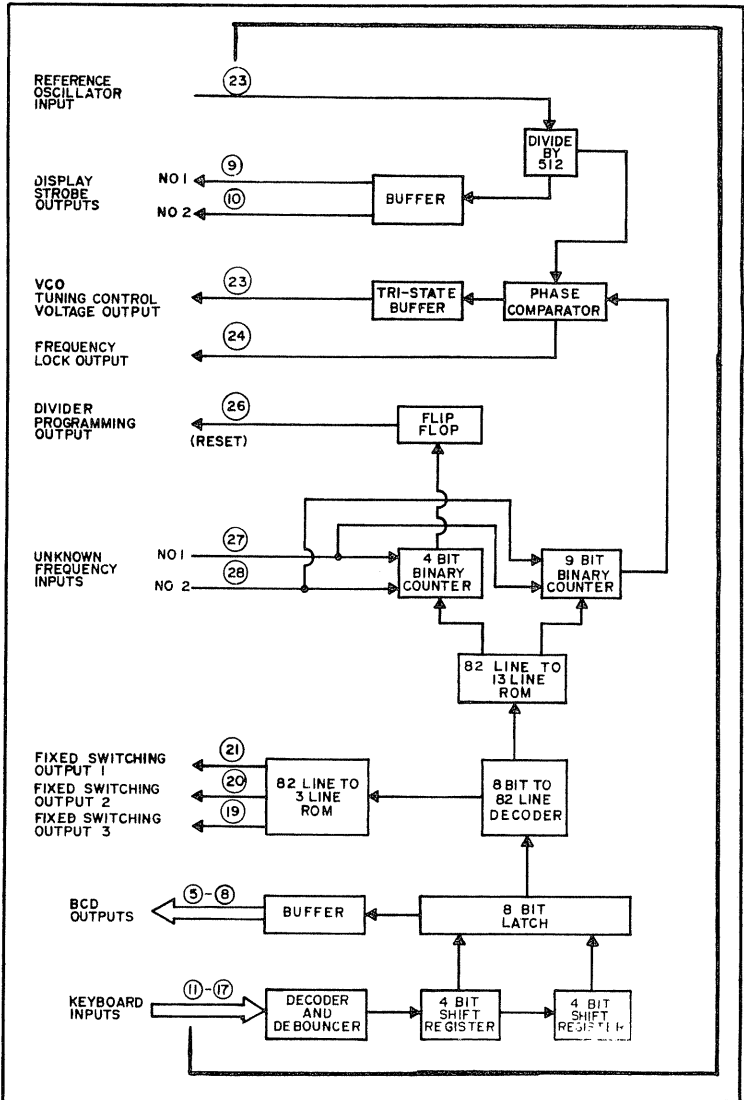 REFERENCE
OSCILLATOR
INPUT
23
DIVIDE
BY
512
DISPLAY
STROBE
OUTPUTS
NO 1
9
NO 2
10
BUFFER
VCO
TUNING CONTROL
VOLTAGE OUTPUT
23
TRI-STATE
BUFFER
PHASE
COMPARATOR
FREQUENCY
LOCK OUTPUT
24
DIVIDER
PROGRAMMING
OUTPUT
26
(RESET)
FLIP
FLOP
UNKNOWN
FREQUENCY
INPUTS
NO 1
27
NO 2
28
4 BIT
BINARY
COUNTER
9 BIT
BINARY
COUNTER
82 LINE TO
13 LINE
ROM
FIXED SWITCHING
OUTPUT 1
21
FIXED SWITCHING
OUTPUT 2
20
FIXED SWITCHING
OUTPUT 3
19
82 LINE TO
3 LINE
ROM
8 BIT TO
82 LINE
DECODER
BCD
OUTPUTS
5-8
BUFFER
8 BIT
LATCH
KEYBOARD
INPUTS
11-17
DECODER
AND
DEBOUNCER
4 BIT
SHIFT
REGISTER
4 BIT
SHIFT
REGISTER